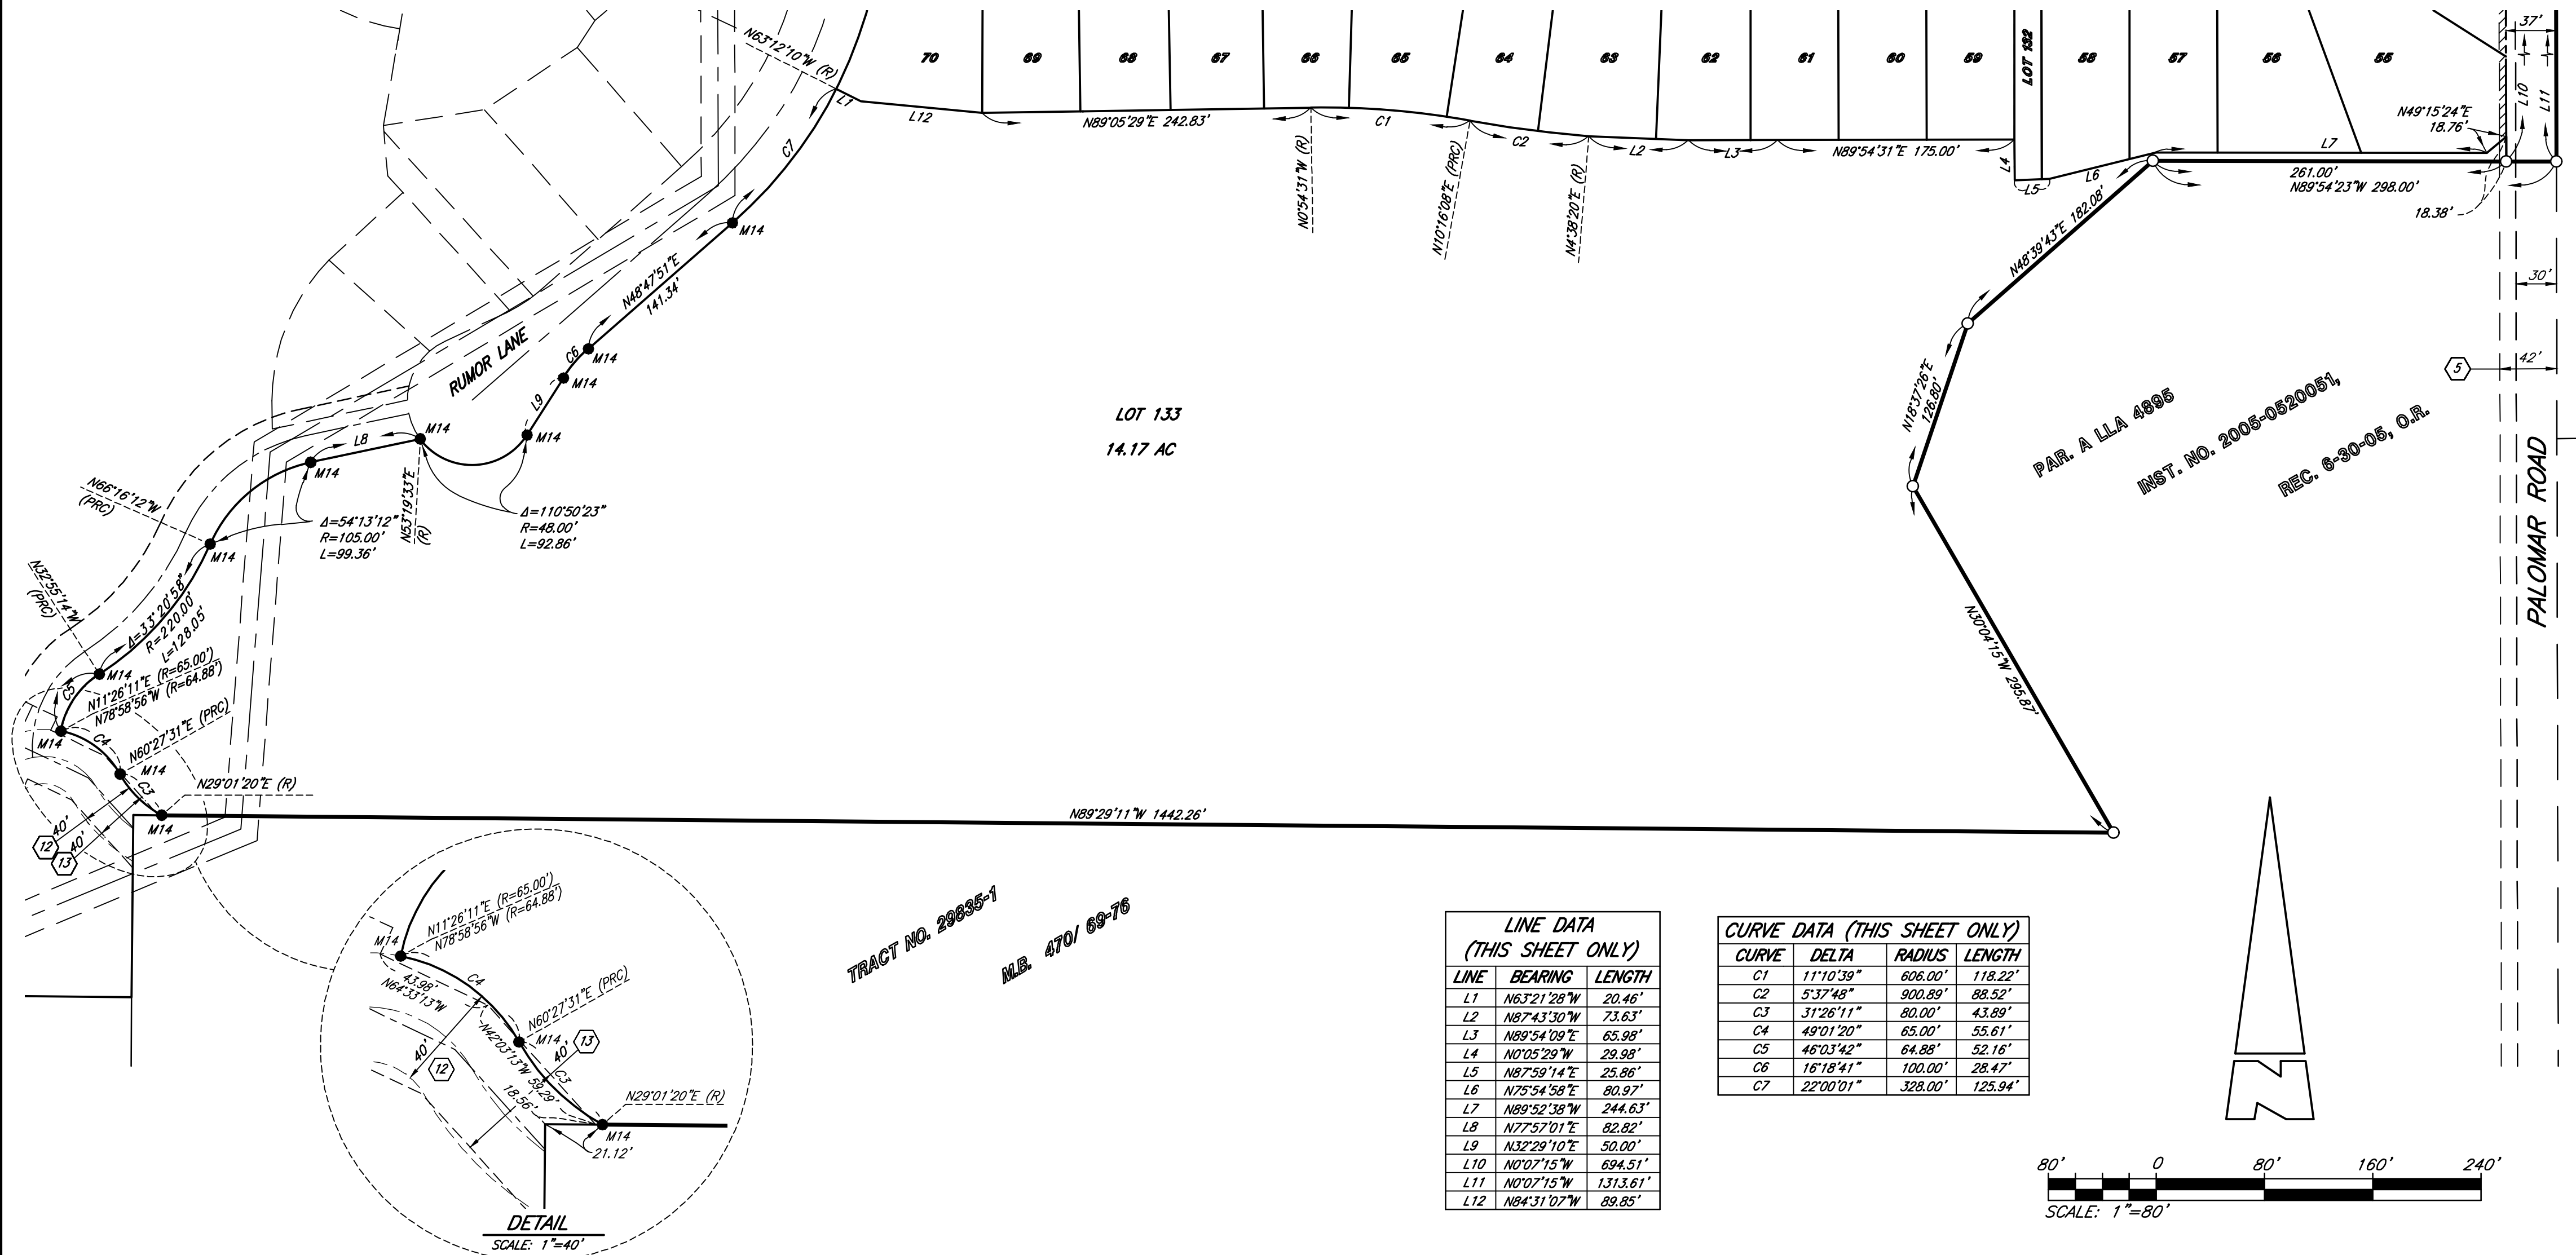 N63°12'10"W (R)
L1
70
69
68
67
66
65
64
63
62
61
60
59
LOT 132
58
57
56
55
37'
L10
L11
N49°15'24"E
18.76'
L12
N89°05'29"E 242.83'
C1
C2
L2
L3
N89°54'31"E 175.00'
L4
L5
L6
L7
261.00'
N89°54'23"W 298.00'
18.38'
N0°54'31"W (R)
N10°16'08"E (PRC)
N4°38'20"E (R)
C7
M14
N48°47'51"E
141.34'
N48°39'43"E 182.08'
30'
C6
M14
M14
RUMOR LANE
L9
M14
M14
L8
M14
5
42'
N18°37'26"E
126.80'
LOT 133
14.17 AC
PAR. A LLA 4895
INST. NO. 2005-0520051,
REC. 6-30-05, O.R.
PALOMAR ROAD
N66°16'12"W
(PRC)
Δ=54°13'12"
R=105.00'
L=99.36'
N53°19'33"E
(R)
Δ=110°50'23"
R=48.00'
L=92.86'
M14
N32°55'14"W
(PRC)
Δ=33°20'58"
R=220.00'
L=128.05'
M14
C5
N11°26'11"E (R=65.00')
N78°58'56"W (R=64.88')
M14
C4
N60°27'31"E (PRC)
M14
C3
N29°01'20"E (R)
M14
40'
12
40'
13
N30°04'15"W 295.87'
N89°29'11"W 1442.26'
TRACT NO. 29835-1
M.B. 470/ 69-76
N11°26'11"E (R=65.00')
N78°58'56"W (R=64.88')
M14
43.98'
N64°33'13"W
C4
N60°27'31"E (PRC)
M14
40'
13
40'
12
N42°03'13"W 59.29'
C3
18.56'
N29°01'20"E (R)
M14
21.12'
DETAIL
SCALE: 1"=40'
LINE DATA
(THIS SHEET ONLY)
LINE BEARING LENGTH
L1 N63°21'28"W 20.46'
L2 N87°43'30"W 73.63'
L3 N89°54'09"E 65.98'
L4 N0°05'29"W 29.98'
L5 N87°59'14"E 25.86'
L6 N75°54'58"E 80.97'
L7 N89°52'38"W 244.63'
L8 N77°57'01"E 82.82'
L9 N32°29'10"E 50.00'
L10 N0°07'15"W 694.51'
L11 N0°07'15"W 1313.61'
L12 N84°31'07"W 89.85'
CURVE DATA (THIS SHEET ONLY)
CURVE DELTA RADIUS LENGTH
C1 11°10'39" 606.00' 118.22'
C2 5°37'48" 900.89' 88.52'
C3 31°26'11" 80.00' 43.89'
C4 49°01'20" 65.00' 55.61'
C5 46°03'42" 64.88' 52.16'
C6 16°18'41" 100.00' 28.47'
C7 22°00'01" 328.00' 125.94'
N
80' 0 80' 160' 240'
SCALE: 1"=80'